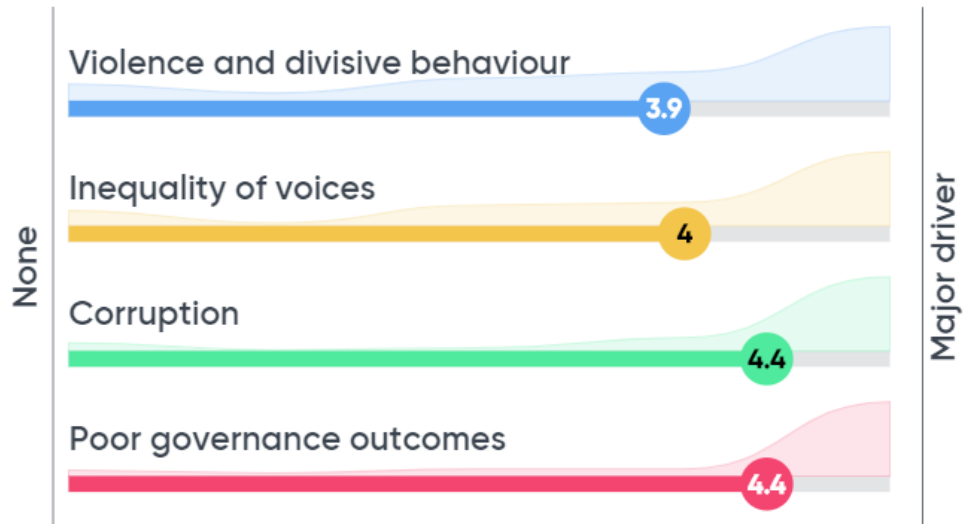 Violence and divisive behaviour
3.9
Inequality of voices
4
None
Major driver
Corruption
4.4
Poor governance outcomes
4.4